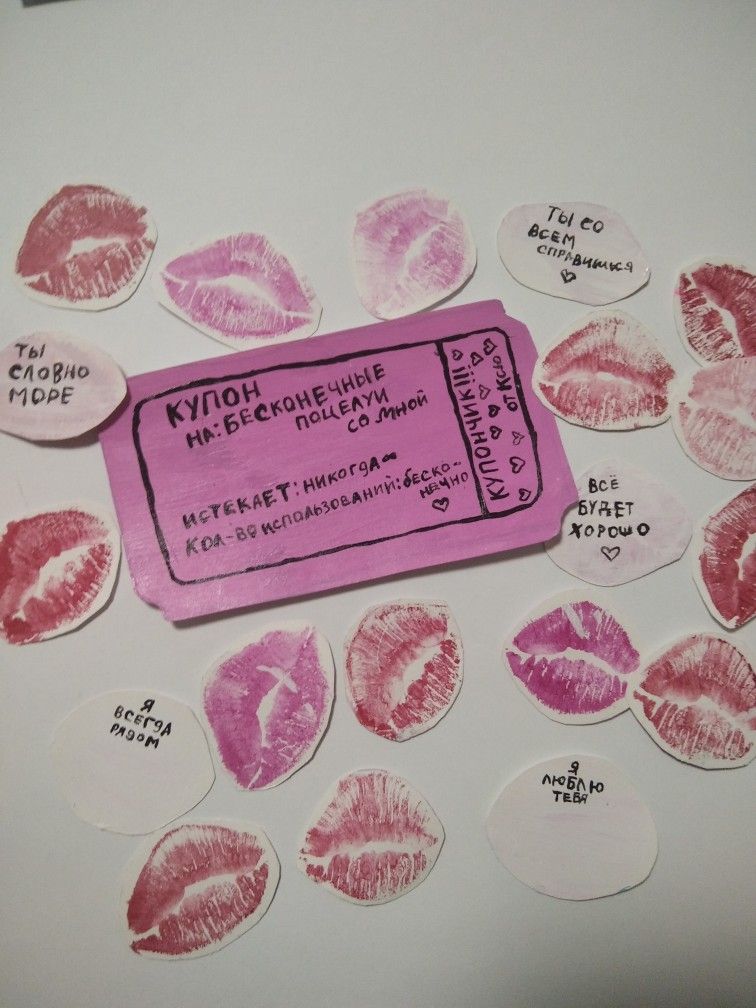 ТЫ СО
ВСЕМ
СПРАВИШЬСЯ
ТЫ
СЛОВНО
МОРЕ
КУПОН
НА: БЕСКОНЕЧНЫЕ
ПОЦЕЛУИ
СО МНОЙ
ИСТЕКАЕТ: НИКОГДА∞
КОЛ-ВО ИСПОЛЬЗОВАНИЙ: БЕСКО-
НЕЧНО
КУПОНЧИК!!!
ОТ КСЮ
ВСЁ
БУДЕТ
ХОРОШО
Я
ВСЕГДА
РЯДОМ
Я
ЛЮБЛЮ
ТЕБЯ